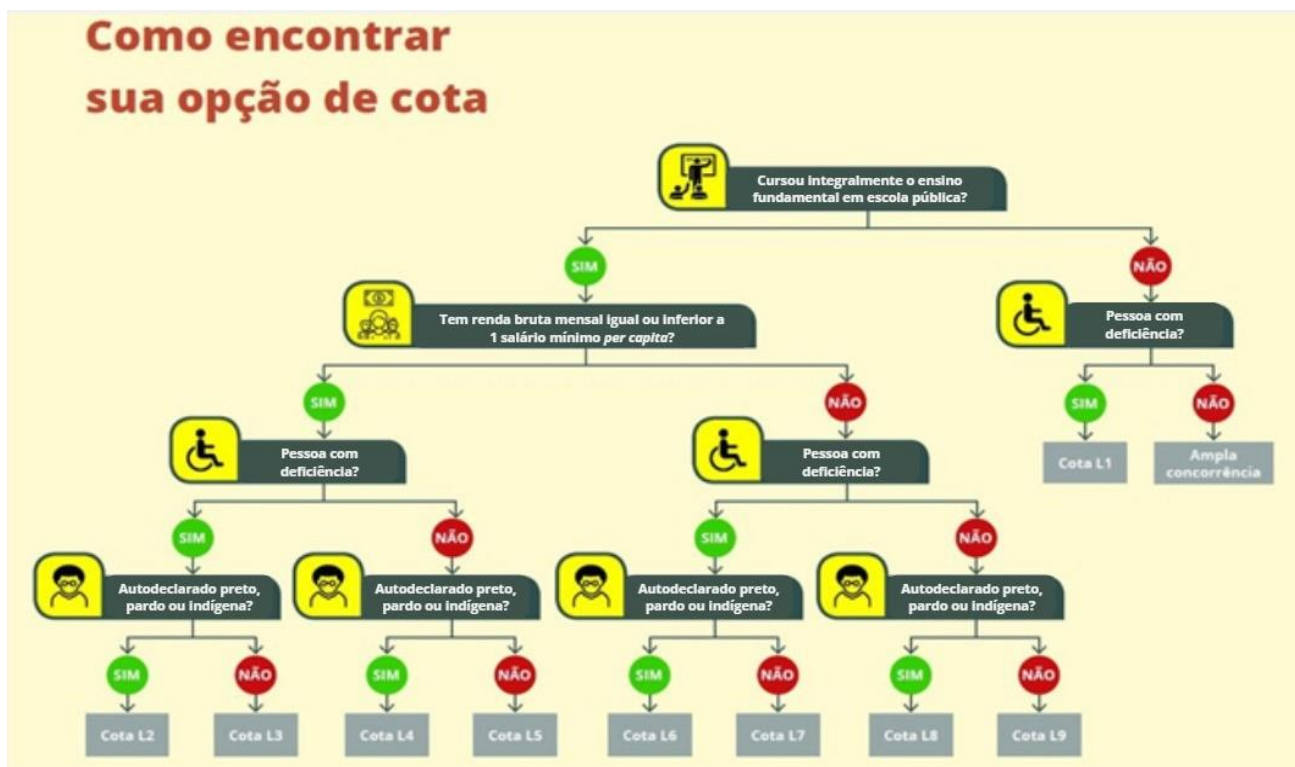 Como encontrar
sua opção de cota
Cursou integralmente o ensino
fundamental em escola pública?
SIM
NÃO
Tem renda bruta mensal igual ou inferior a
1 salário mínimo per capita?
Pessoa com
deficiência?
SIM
NÃO
SIM
NÃO
Pessoa com
deficiência?
Pessoa com
deficiência?
Cota L1
Ampla
concorrência
SIM
NÃO
SIM
NÃO
Autodeclarado preto,
pardo ou indígena?
Autodeclarado preto,
pardo ou indígena?
Autodeclarado preto,
pardo ou indígena?
Autodeclarado preto,
pardo ou indígena?
SIM
NÃO
SIM
NÃO
SIM
NÃO
SIM
NÃO
Cota L2
Cota L3
Cota L4
Cota L5
Cota L6
Cota L7
Cota L8
Cota L9